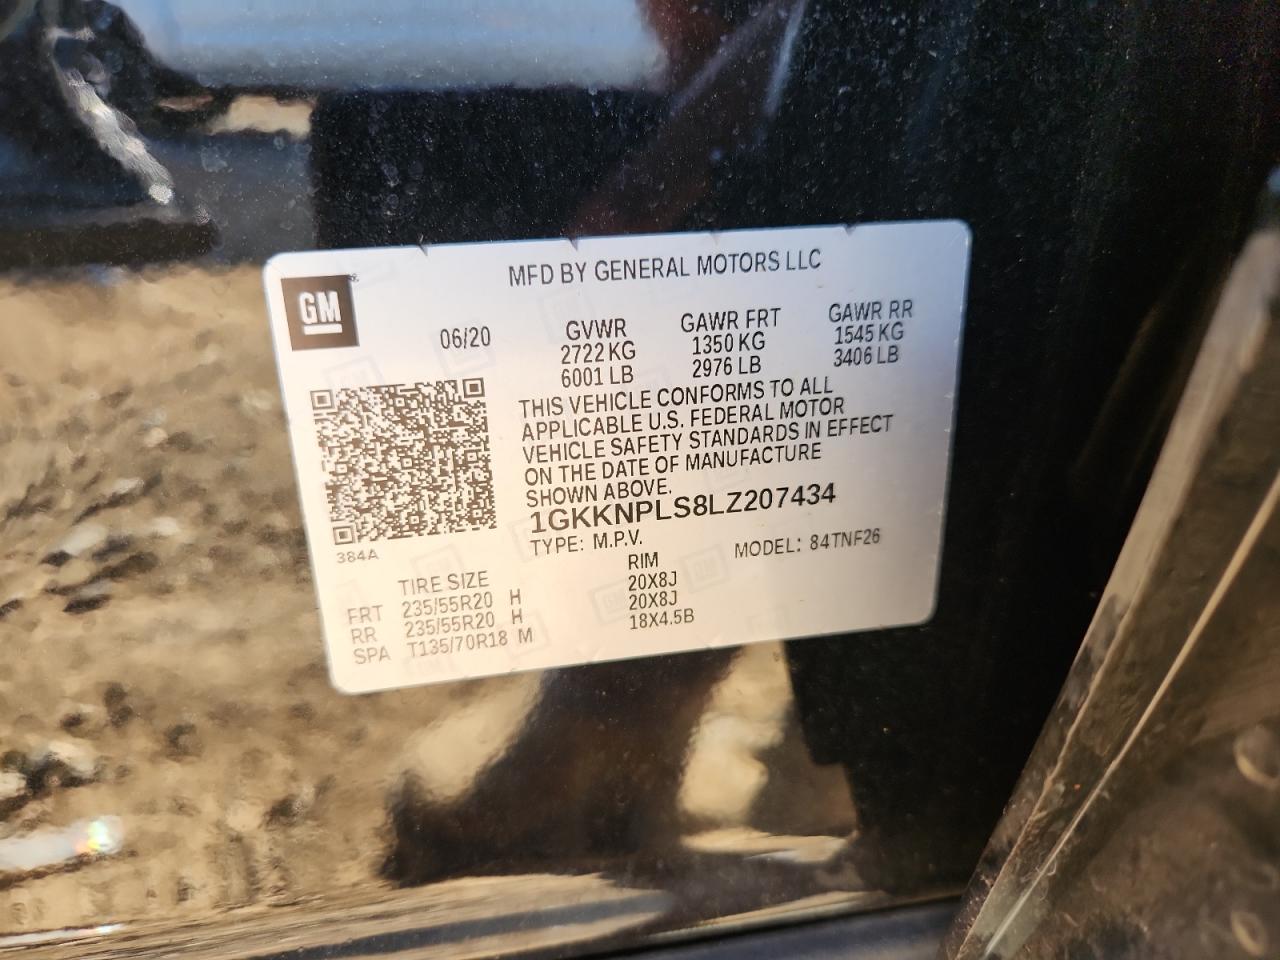 MFD BY GENERAL MOTORS LLC
GM
06/20
GVWR
2722 KG
6001 LB
GAWR FRT
1350 KG
2976 LB
GAWR RR
1545 KG
3406 LB
THIS VEHICLE CONFORMS TO ALL
APPLICABLE U.S. FEDERAL MOTOR
VEHICLE SAFETY STANDARDS IN EFFECT
ON THE DATE OF MANUFACTURE
SHOWN ABOVE.
1GKKNPLS8LZ207434
TYPE: M.P.V. MODEL: 84TNF26
384A
TIRE SIZE RIM
FRT 235/55R20 H 20X8J
RR 235/55R20 H 20X8J
SPA T135/70R18 M 18X4.5B